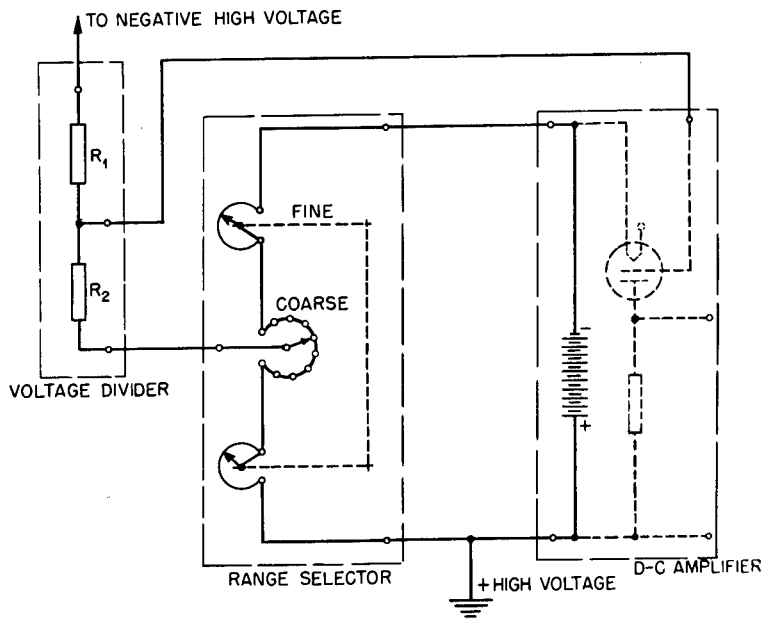 TO NEGATIVE HIGH VOLTAGE
R1
R2
VOLTAGE DIVIDER
FINE
COARSE
RANGE SELECTOR
-
+
+ HIGH VOLTAGE
D-C AMPLIFIER